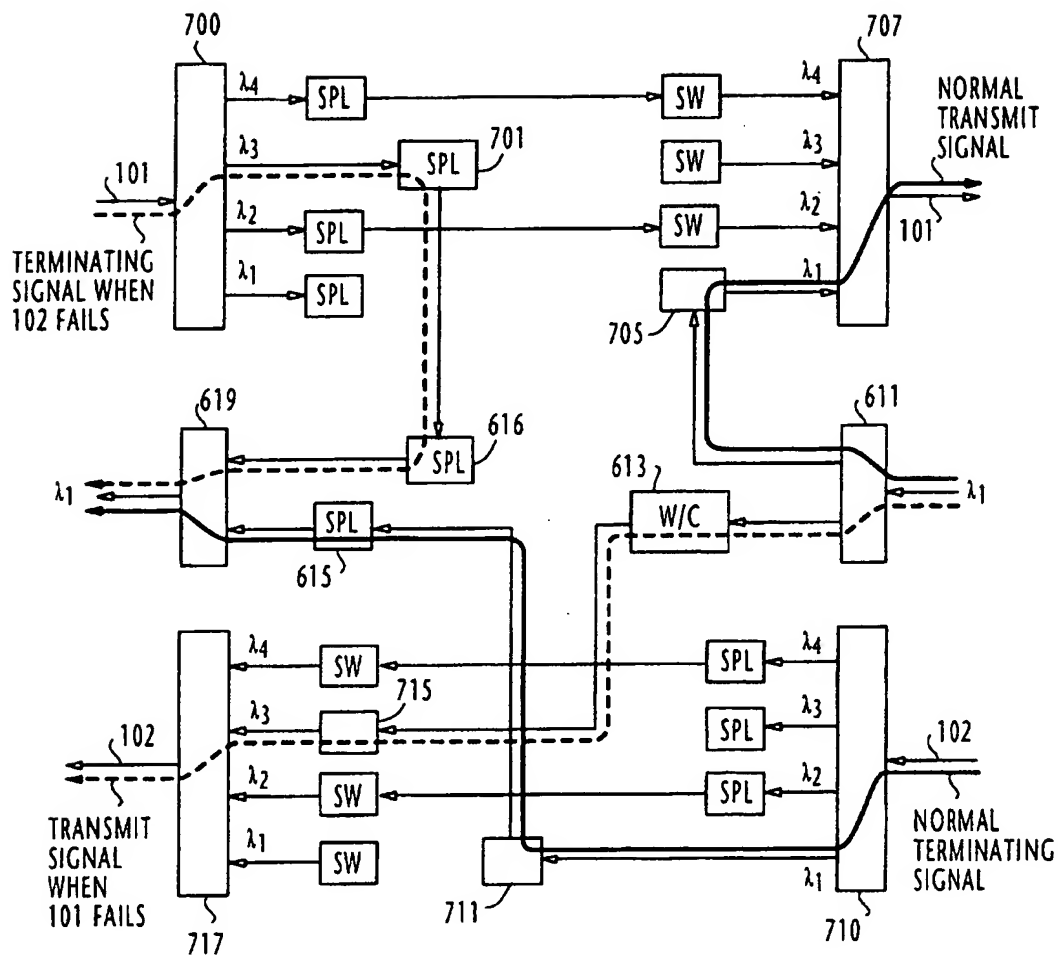 700
707
λ4
SPL
SW
λ4
NORMAL
TRANSMIT
SIGNAL
λ3
SPL
701
SW
λ3
101
λ2
SPL
SW
λ2
101
TERMINATING
SIGNAL WHEN
102 FAILS
λ1
SPL
705
λ1
619
611
SPL
616
613
λ1
W/C
λ1
SPL
615
λ4
SW
SPL
λ4
715
λ3
SPL
λ3
102
102
λ2
SW
SPL
λ2
TRANSMIT
SIGNAL
WHEN
101 FAILS
λ1
SW
NORMAL
TERMINATING
SIGNAL
λ1
711
717
710